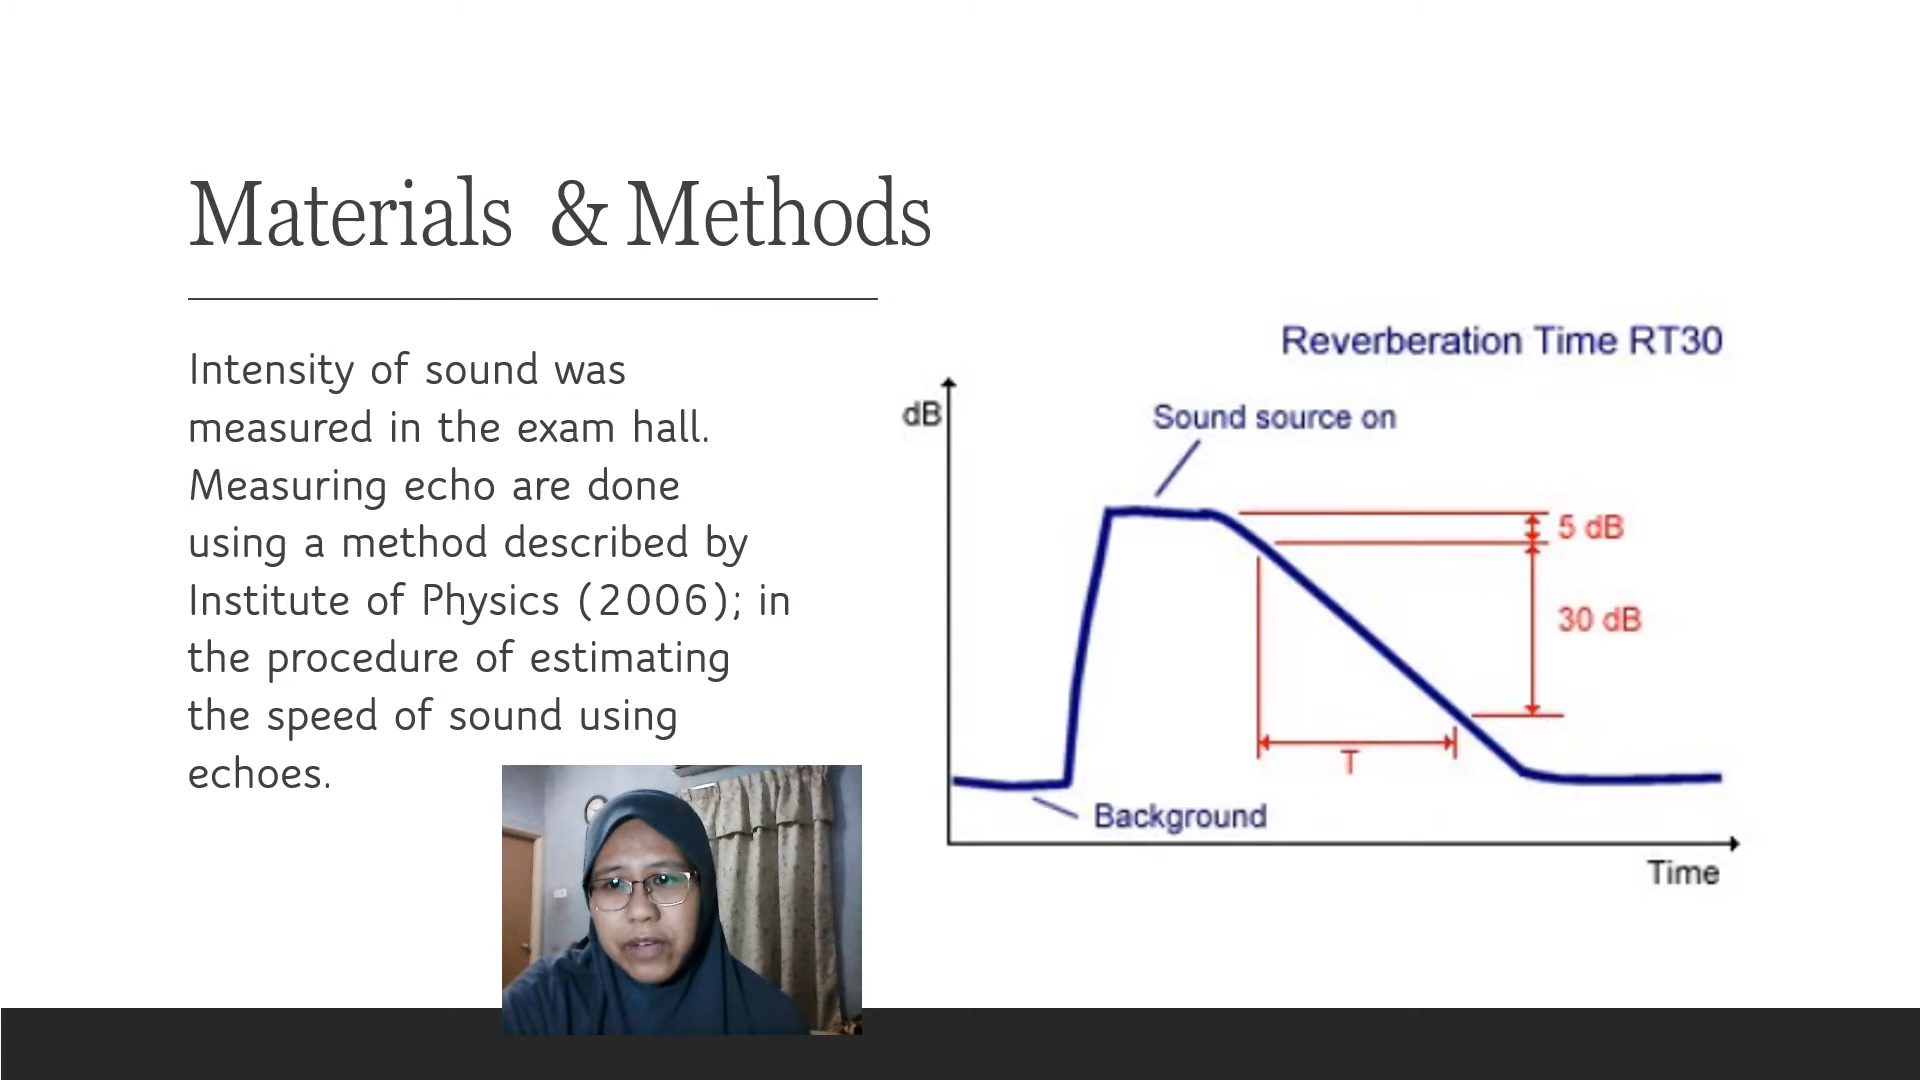 Materials & Methods
Intensity of sound was
measured in the exam hall.
Measuring echo are done
using a method described by
Institute of Physics (2006); in
the procedure of estimating
the speed of sound using
echoes.
Reverberation Time RT30
dB
Sound source on
5 dB
30 dB
T
Background
Time